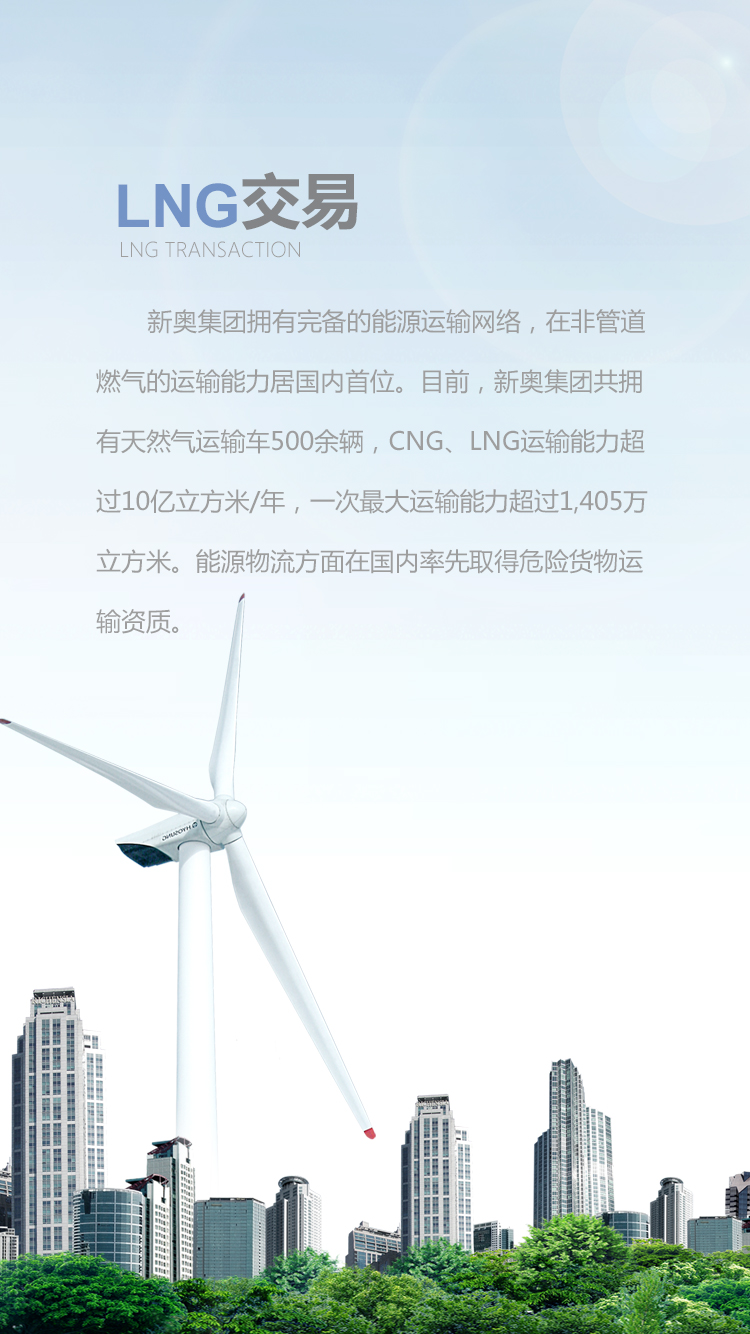 LNG交易
LNG TRANSACTION
新奥集团拥有完备的能源运输网络，在非管道
燃气的运输能力居国内首位。目前，新奥集团共拥
有天然气运输车500余辆，CNG、LNG运输能力超
过10亿立方米/年，一次最大运输能力超过1,405万
立方米。能源物流方面在国内率先取得危险货物运
输资质。